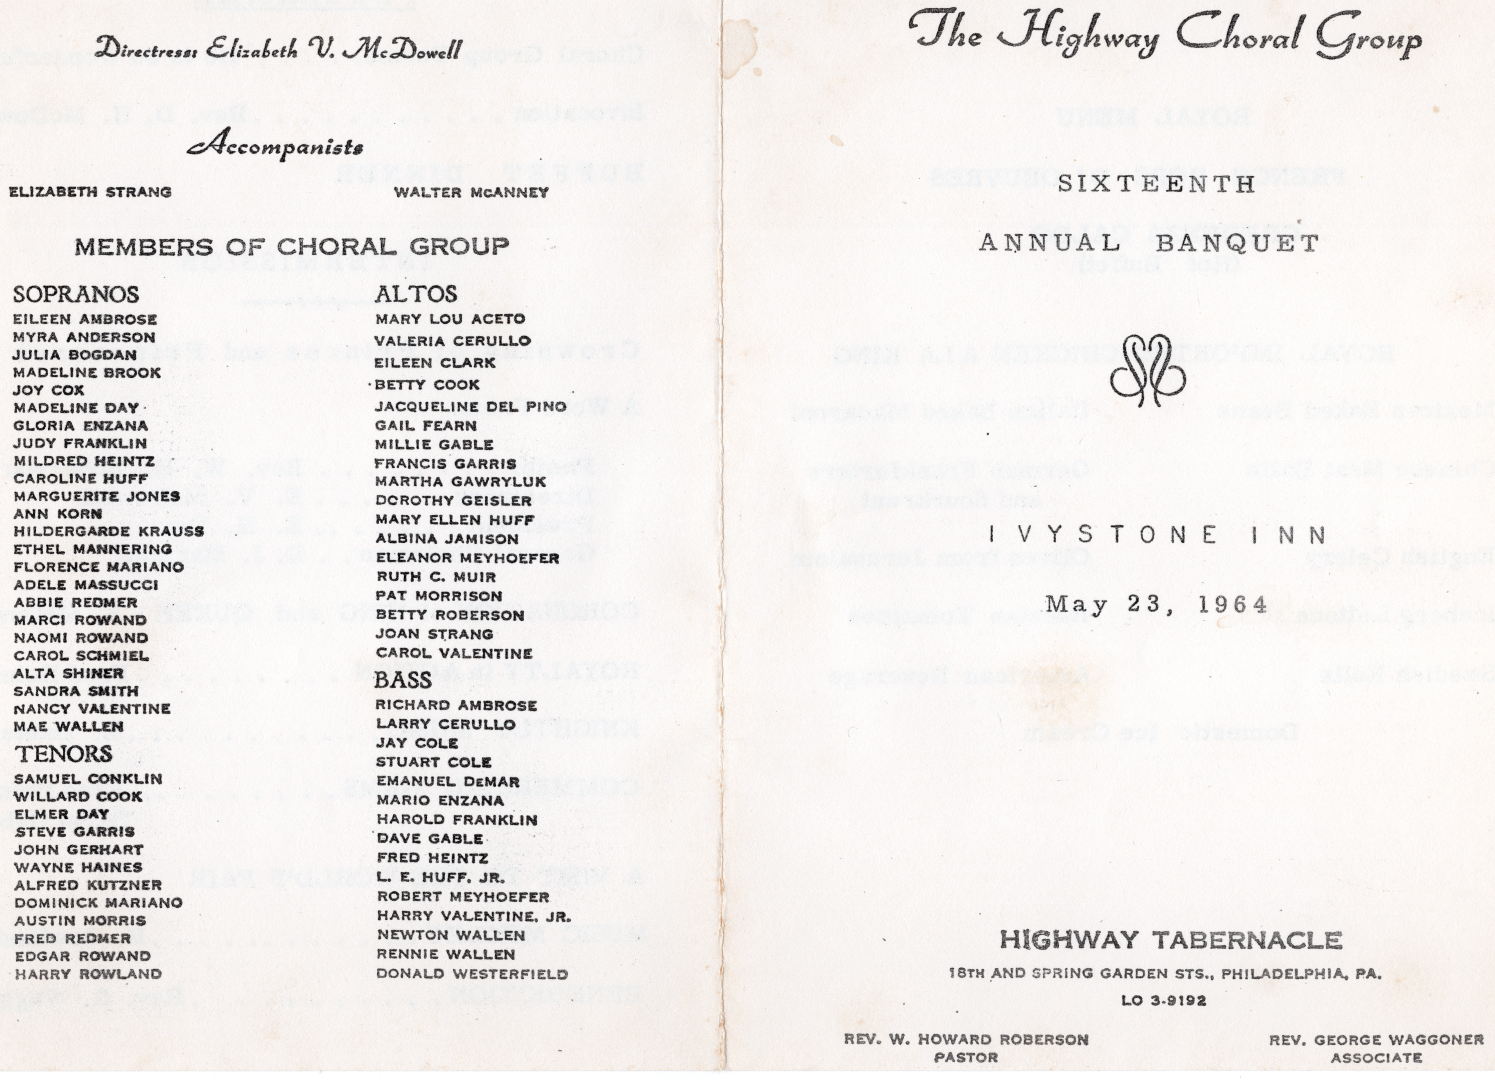 Directress: Elizabeth V. McDowell
Accompanists
ELIZABETH STRANG
WALTER McANNEY
MEMBERS OF CHORAL GROUP
SOPRANOS
EILEEN AMBROSE
MYRA ANDERSON
JULIA BOGDAN
MADELINE BROOK
JOY COX
MADELINE DAY
GLORIA ENZANA
JUDY FRANKLIN
MILDRED HEINTZ
CAROLINE HUFF
MARGUERITE JONES
ANN KORN
HILDERGARDE KRAUSS
ETHEL MANNERING
FLORENCE MARIANO
ADELE MASSUCCI
ABBIE REDMER
MARCI ROWAND
NAOMI ROWAND
CAROL SCHMIEL
ALTA SHINER
SANDRA SMITH
NANCY VALENTINE
MAE WALLEN
TENORS
SAMUEL CONKLIN
WILLARD COOK
ELMER DAY
STEVE GARRIS
JOHN GERHART
WAYNE HAINES
ALFRED KUTZNER
DOMINICK MARIANO
AUSTIN MORRIS
FRED REDMER
EDGAR ROWAND
HARRY ROWLAND
ALTOS
MARY LOU ACETO
VALERIA CERULLO
EILEEN CLARK
BETTY COOK
JACQUELINE DEL PINO
GAIL FEARN
MILLIE GABLE
FRANCIS GARRIS
MARTHA GAWRYLUK
DOROTHY GEISLER
MARY ELLEN HUFF
ALBINA JAMISON
ELEANOR MEYHOEFER
RUTH C. MUIR
PAT MORRISON
BETTY ROBERSON
JOAN STRANG
CAROL VALENTINE
BASS
RICHARD AMBROSE
LARRY CERULLO
JAY COLE
STUART COLE
EMANUEL DEMAR
MARIO ENZANA
HAROLD FRANKLIN
DAVE GABLE
FRED HEINTZ
L. E. HUFF, JR.
ROBERT MEYHOEFER
HARRY VALENTINE, JR.
NEWTON WALLEN
RENNIE WALLEN
DONALD WESTERFIELD
The Highway Choral Group
SIXTEENTH
ANNUAL BANQUET
IVYSTONE INN
May 23, 1964
HIGHWAY TABERNACLE
18TH AND SPRING GARDEN STS., PHILADELPHIA, PA.
LO 3-9192
REV. W. HOWARD ROBERSON
PASTOR
REV. GEORGE WAGGONER
ASSOCIATE